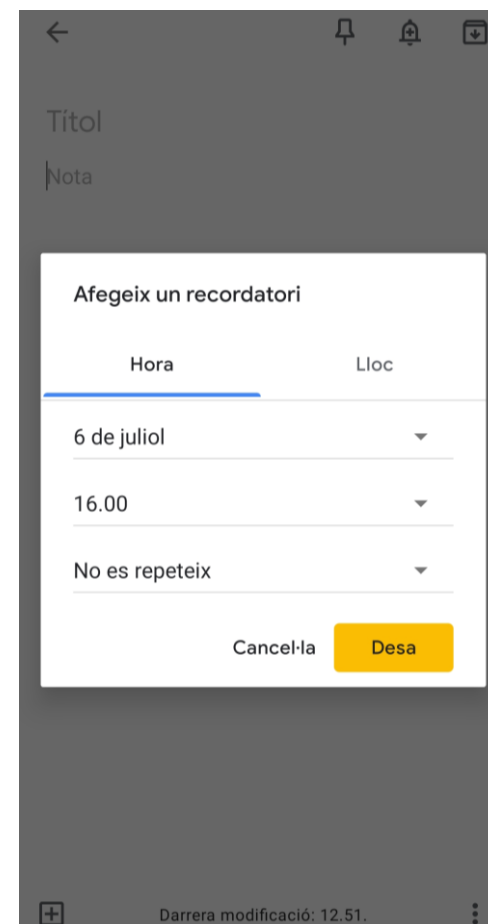 Títol
Nota
Afegeix un recordatori
Hora Lloc
6 de juliol
16.00
No es repeteix
Cancel·la Desa
Darrera modificació: 12.51.